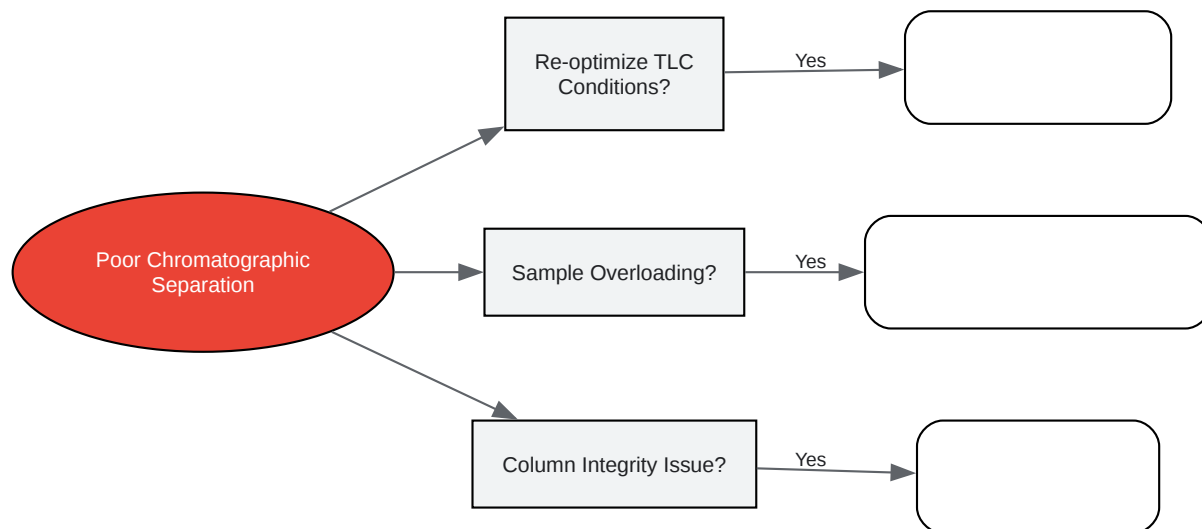 Poor Chromatographic
Separation
Re-optimize TLC
Conditions?
Yes
Sample Overloading?
Yes
Column Integrity Issue?
Yes